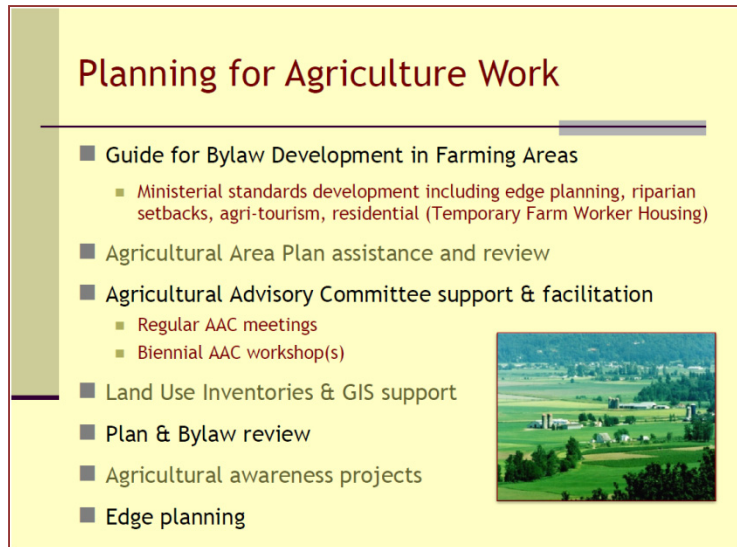 Planning for Agriculture Work
Guide for Bylaw Development in Farming Areas
Ministerial standards development including edge planning, riparian
setbacks, agri-tourism, residential (Temporary Farm Worker Housing)
Agricultural Area Plan assistance and review
Agricultural Advisory Committee support & facilitation
Regular AAC meetings
Biennial AAC workshop(s)
Land Use Inventories & GIS support
Plan & Bylaw review
Agricultural awareness projects
Edge planning